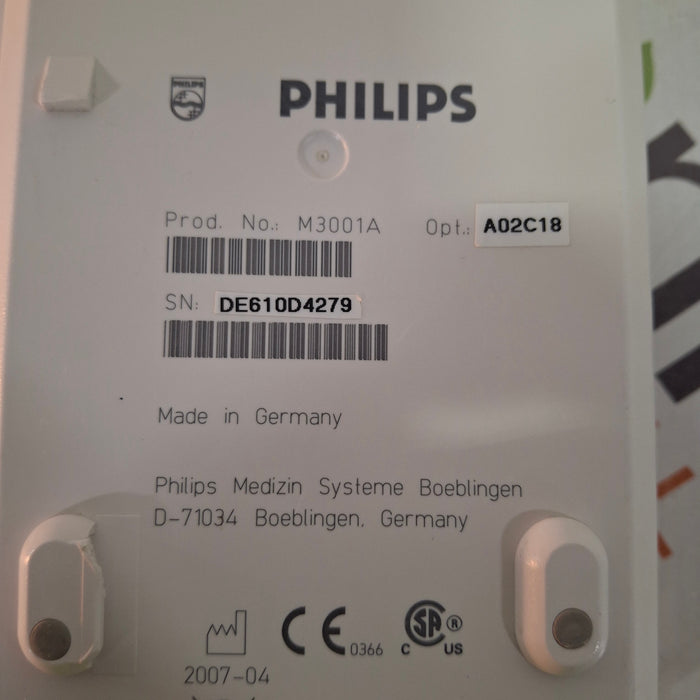 PHILIPS
PHILIPS
Prod. No.: M3001A Opt.: A02C18
SN: DE610D4279
Made in Germany
Philips Medizin Systeme Boeblingen
D-71034 Boeblingen, Germany
CE 0366
C SA ® US
2007-04